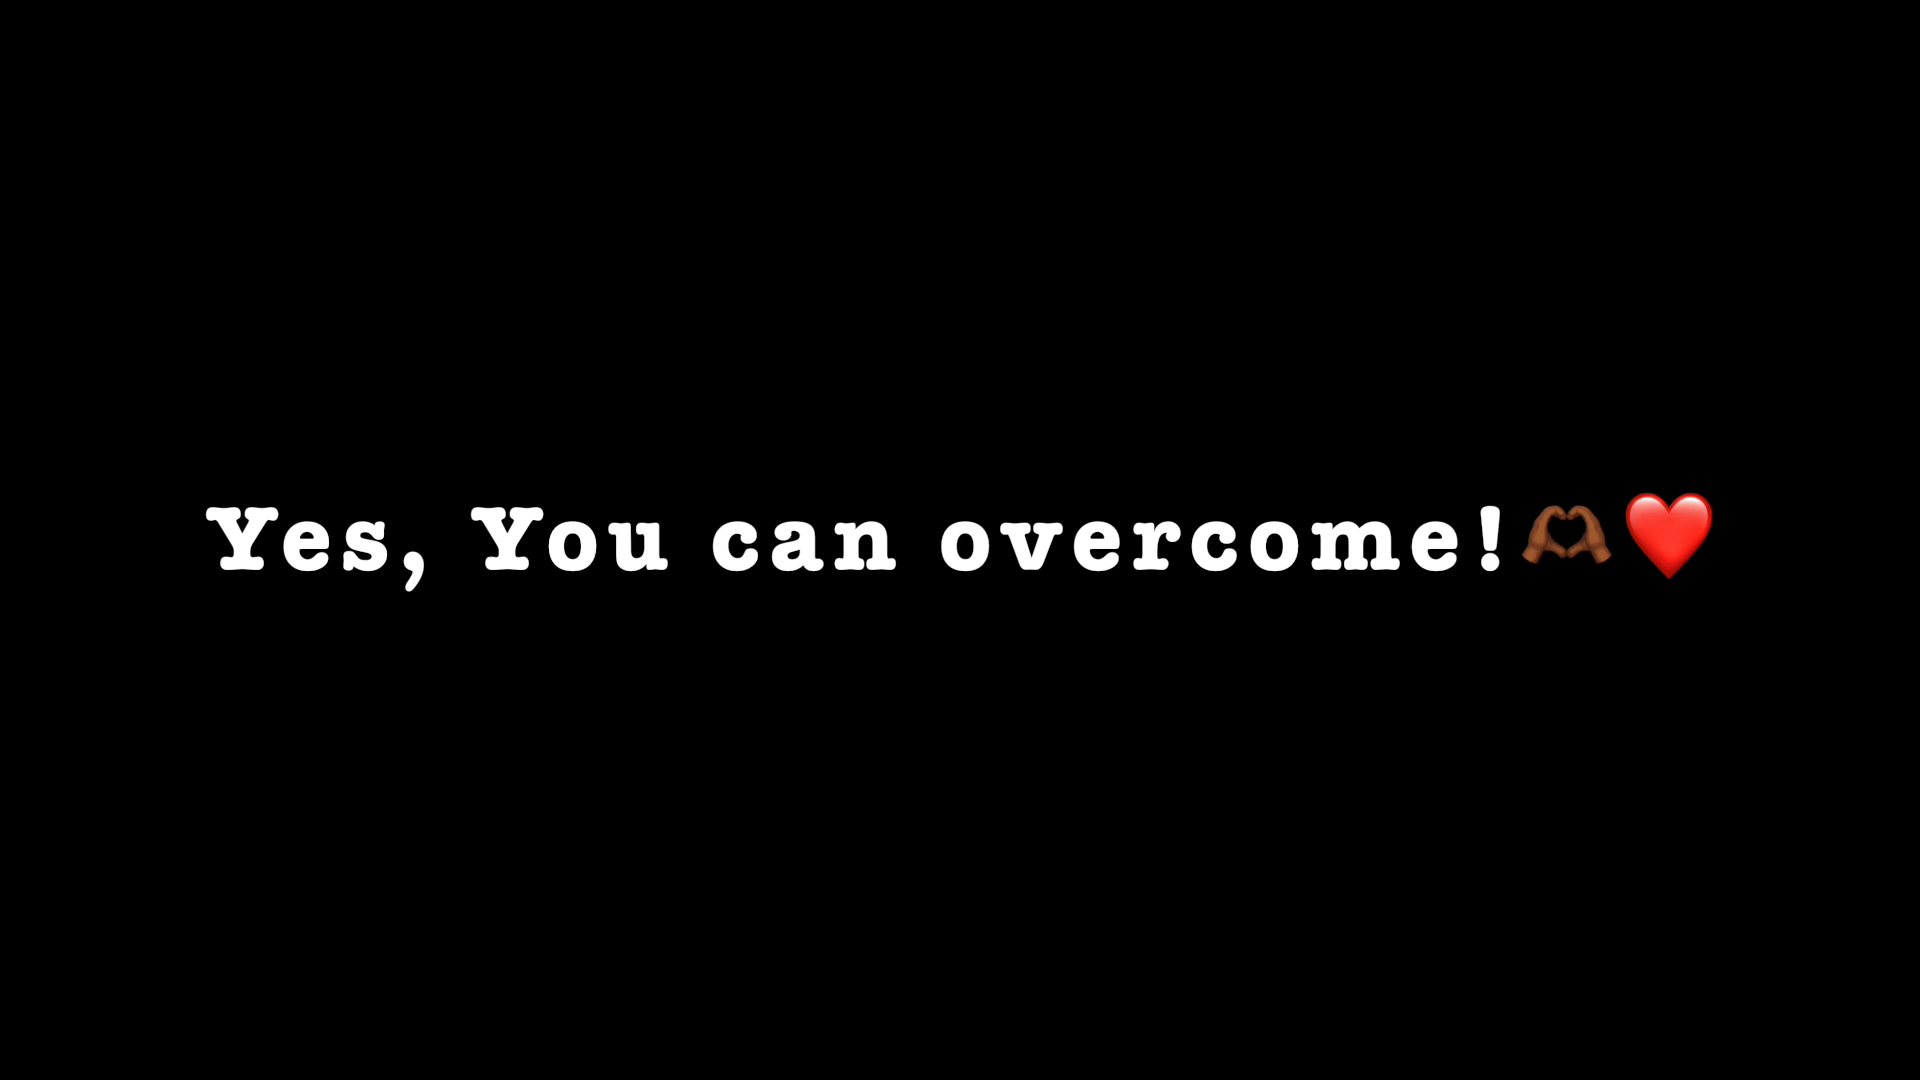 Yes, You can overcome!🫶🏾❤️